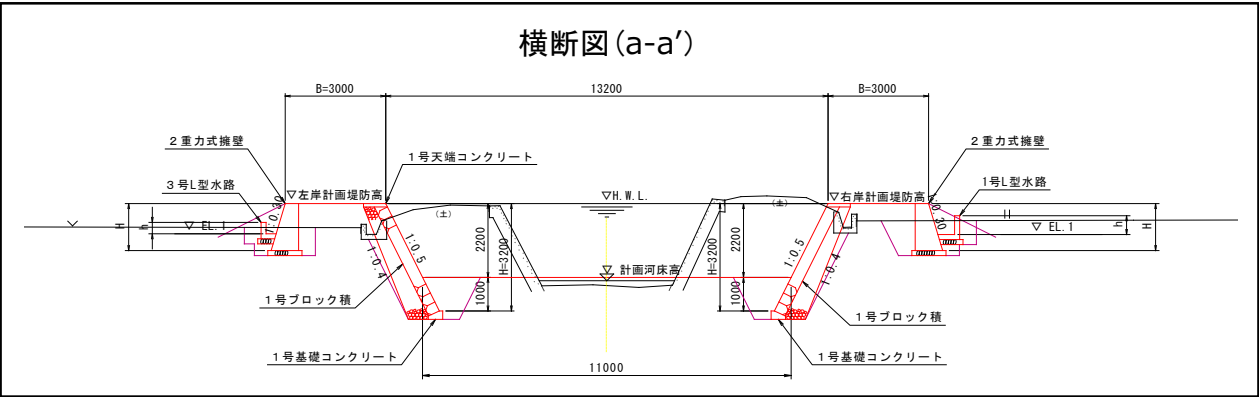 横断図(a-a')
B=3000
13200
B=3000
2重力式擁壁
1号天端コンクリート
2重力式擁壁
3号L型水路
1号L型水路
▽左岸計画堤防高
▽H.W.L.
▽右岸計画堤防高
(土)
(土)
1:0.30
H
h
▽ EL.1
▽ EL.1
h
H
1:0.5
1:0.4
2200
H=3200
1000
▽ 計画河床高
H=3200
2200
1000
1:0.5
1:0.4
1号ブロック積
1号ブロック積
1号基礎コンクリート
1号基礎コンクリート
11000